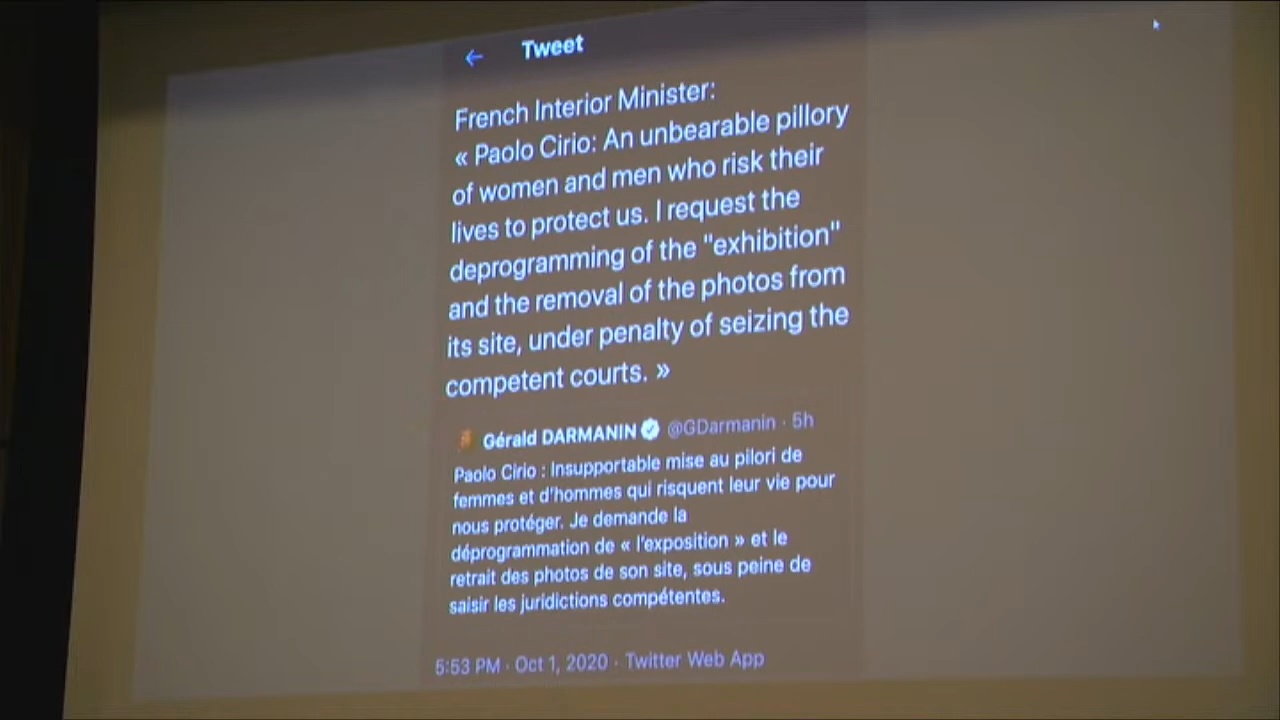 ← Tweet
French Interior Minister:
« Paolo Cirio: An unbearable pillory
of women and men who risk their
lives to protect us. I request the
deprogramming of the "exhibition"
and the removal of the photos from
its site, under penalty of seizing the
competent courts. »
Gérald DARMANIN @GDarmanin · 5h
Paolo Cirio : Insupportable mise au pilori de
femmes et d'hommes qui risquent leur vie pour
nous protéger. Je demande la
déprogrammation de « l'exposition » et le
retrait des photos de son site, sous peine de
saisir les juridictions compétentes.
5:53 PM · Oct 1, 2020 · Twitter Web App